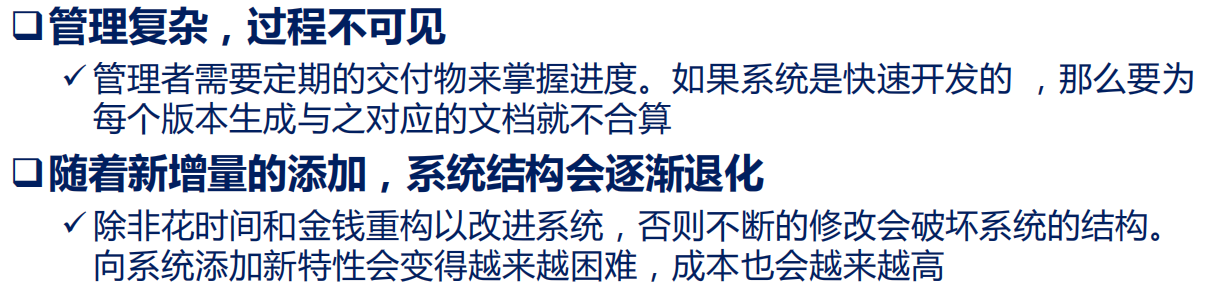 ❑管理复杂，过程不可见
✓管理者需要定期的交付物来掌握进度。如果系统是快速开发的 ，那么要为
每个版本生成与之对应的文档就不合算
❑随着新增量的添加，系统结构会逐渐退化
✓除非花时间和金钱重构以改进系统，否则不断的修改会破坏系统的结构。
向系统添加新特性会变得越来越困难，成本也会越来越高